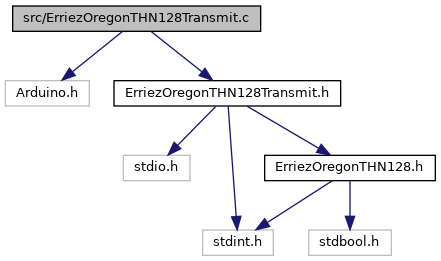 src/ErriezOregonTHN128Transmit.c
Arduino.h
ErriezOregonTHN128Transmit.h
stdio.h
ErriezOregonTHN128.h
stdint.h
stdbool.h